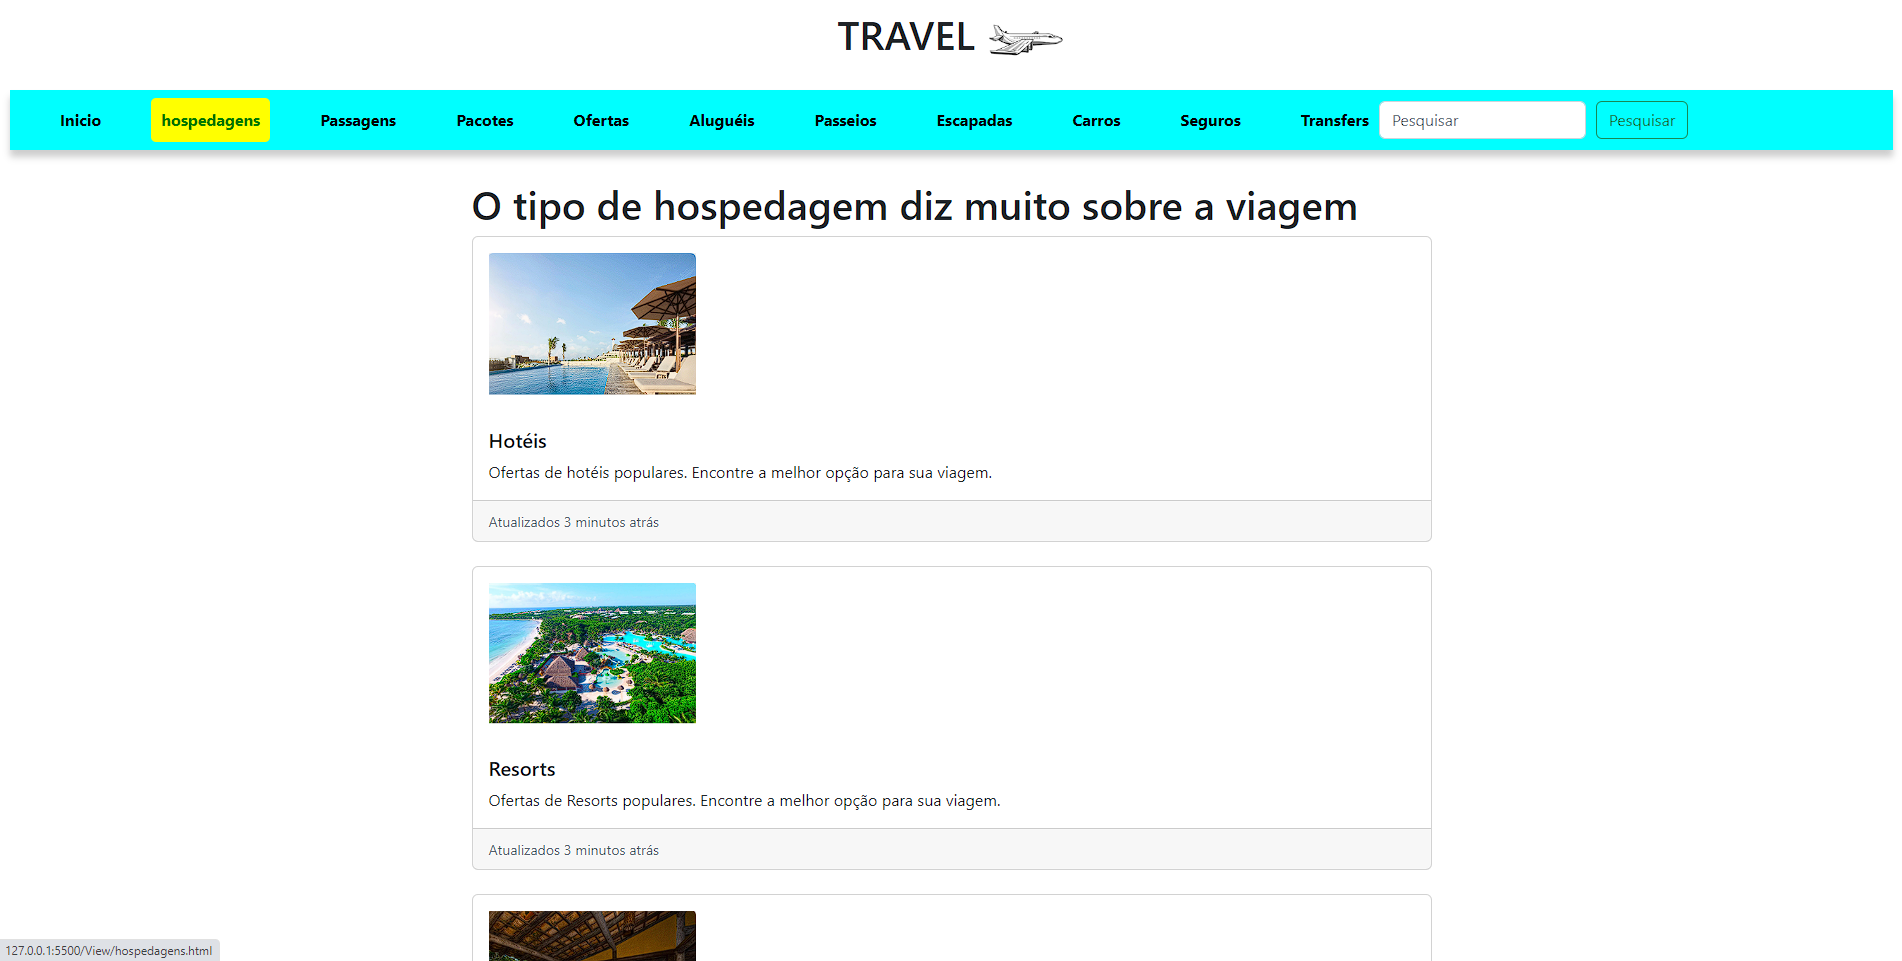 TRAVEL
Inicio hospedagens Passagens Pacotes Ofertas Aluguéis Passeios Escapadas Carros Seguros Transfers Pesquisar Pesquisar
O tipo de hospedagem diz muito sobre a viagem
Hotéis
Ofertas de hotéis populares. Encontre a melhor opção para sua viagem.
Atualizados 3 minutos atrás
Resorts
Ofertas de Resorts populares. Encontre a melhor opção para sua viagem.
Atualizados 3 minutos atrás
127.0.0.1:5500/View/hospedagens.html